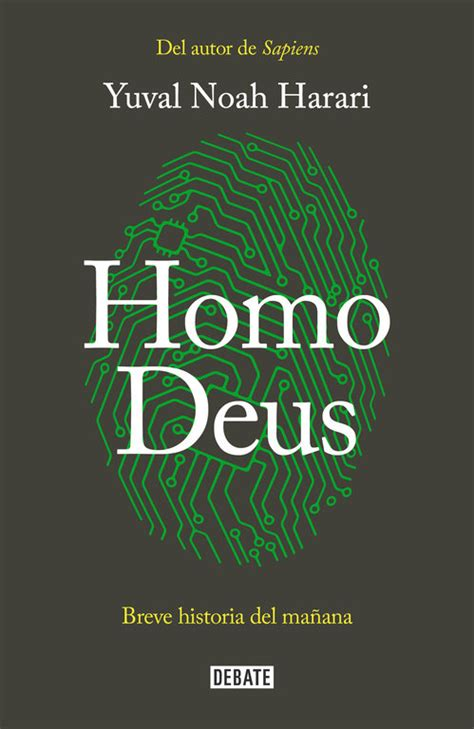 Del autor de Sapiens
Yuval Noah Harari
Homo
Deus
Breve historia del mañana
DEBATE